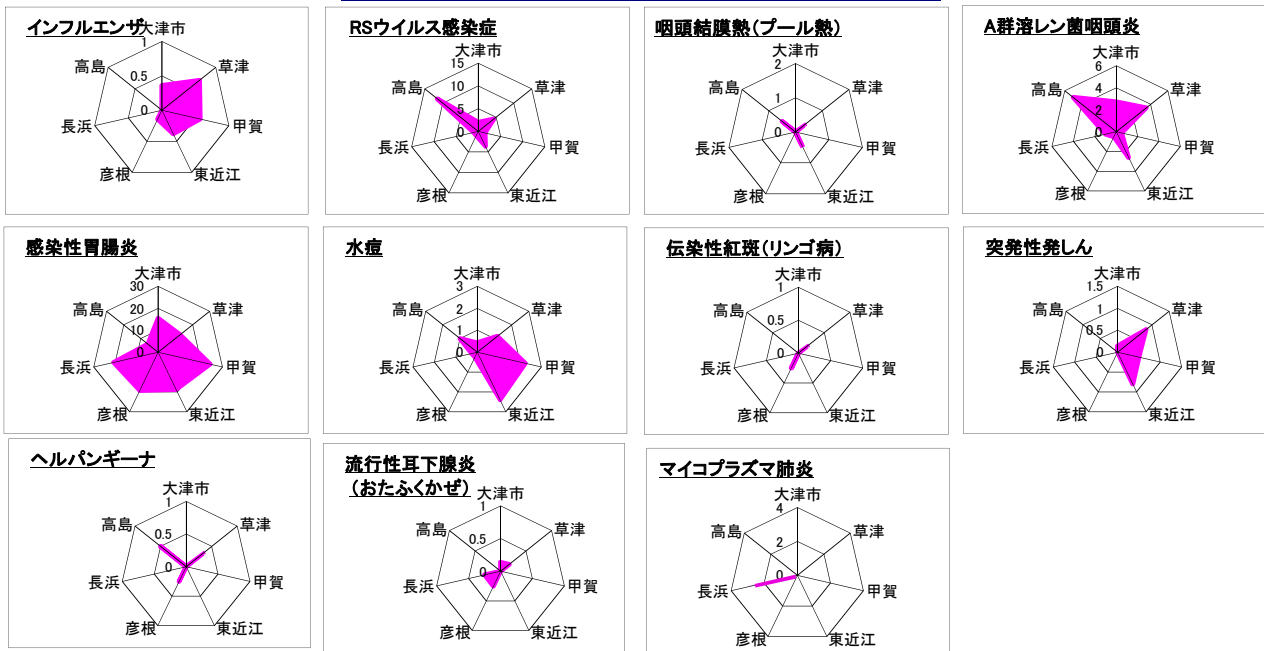 インフルエンザ
大津市
1
草津
0.5
高島
0
長浜
甲賀
彦根
東近江
RSウイルス感染症
大津市
15
草津
10
高島
5
0
長浜
甲賀
彦根
東近江
咽頭結膜熱(プール熱)
大津市
2
草津
1
高島
0
長浜
甲賀
彦根
東近江
A群溶レン菌咽頭炎
大津市
6
草津
4
高島
2
0
長浜
甲賀
彦根
東近江
感染性胃腸炎
大津市
30
草津
20
高島
10
0
長浜
甲賀
彦根
東近江
水痘
大津市
3
草津
2
高島
1
0
長浜
甲賀
彦根
東近江
伝染性紅斑(リンゴ病)
大津市
1
草津
0.5
高島
0
長浜
甲賀
彦根
東近江
突発性発しん
大津市
1.5
草津
1
高島
0.5
0
長浜
甲賀
彦根
東近江
ヘルパンギーナ
大津市
1
草津
0.5
高島
0
長浜
甲賀
彦根
東近江
流行性耳下腺炎
(おたふくかぜ)
大津市
1
草津
0.5
高島
0
長浜
甲賀
彦根
東近江
マイコプラズマ肺炎
大津市
4
草津
2
高島
0
長浜
甲賀
彦根
東近江